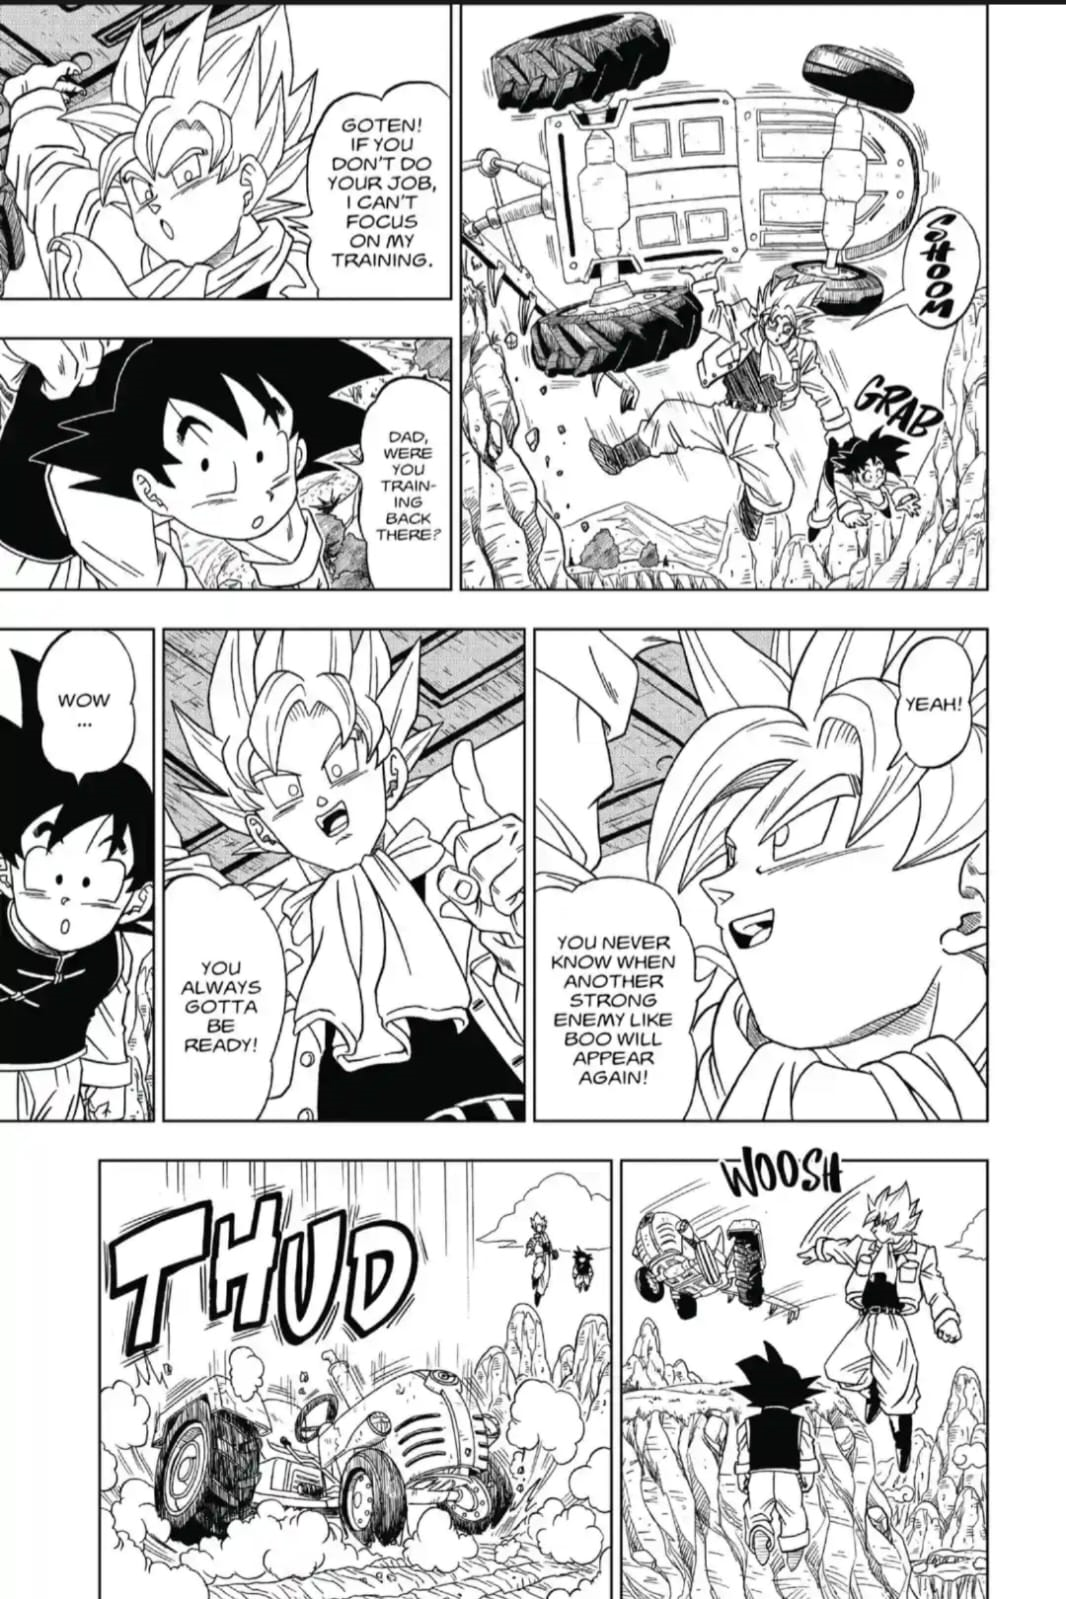 SHOOM
GRAB
GOTEN!
IF YOU
DON'T DO
YOUR JOB,
I CAN'T
FOCUS
ON MY
TRAINING.
DAD,
WERE
YOU
TRAIN-
ING
BACK
THERE?
YEAH!
YOU NEVER
KNOW WHEN
ANOTHER
STRONG
ENEMY LIKE
BOO WILL
APPEAR
AGAIN!
YOU
ALWAYS
GOTTA
BE
READY!
WOW
...
WOOSH
THUD